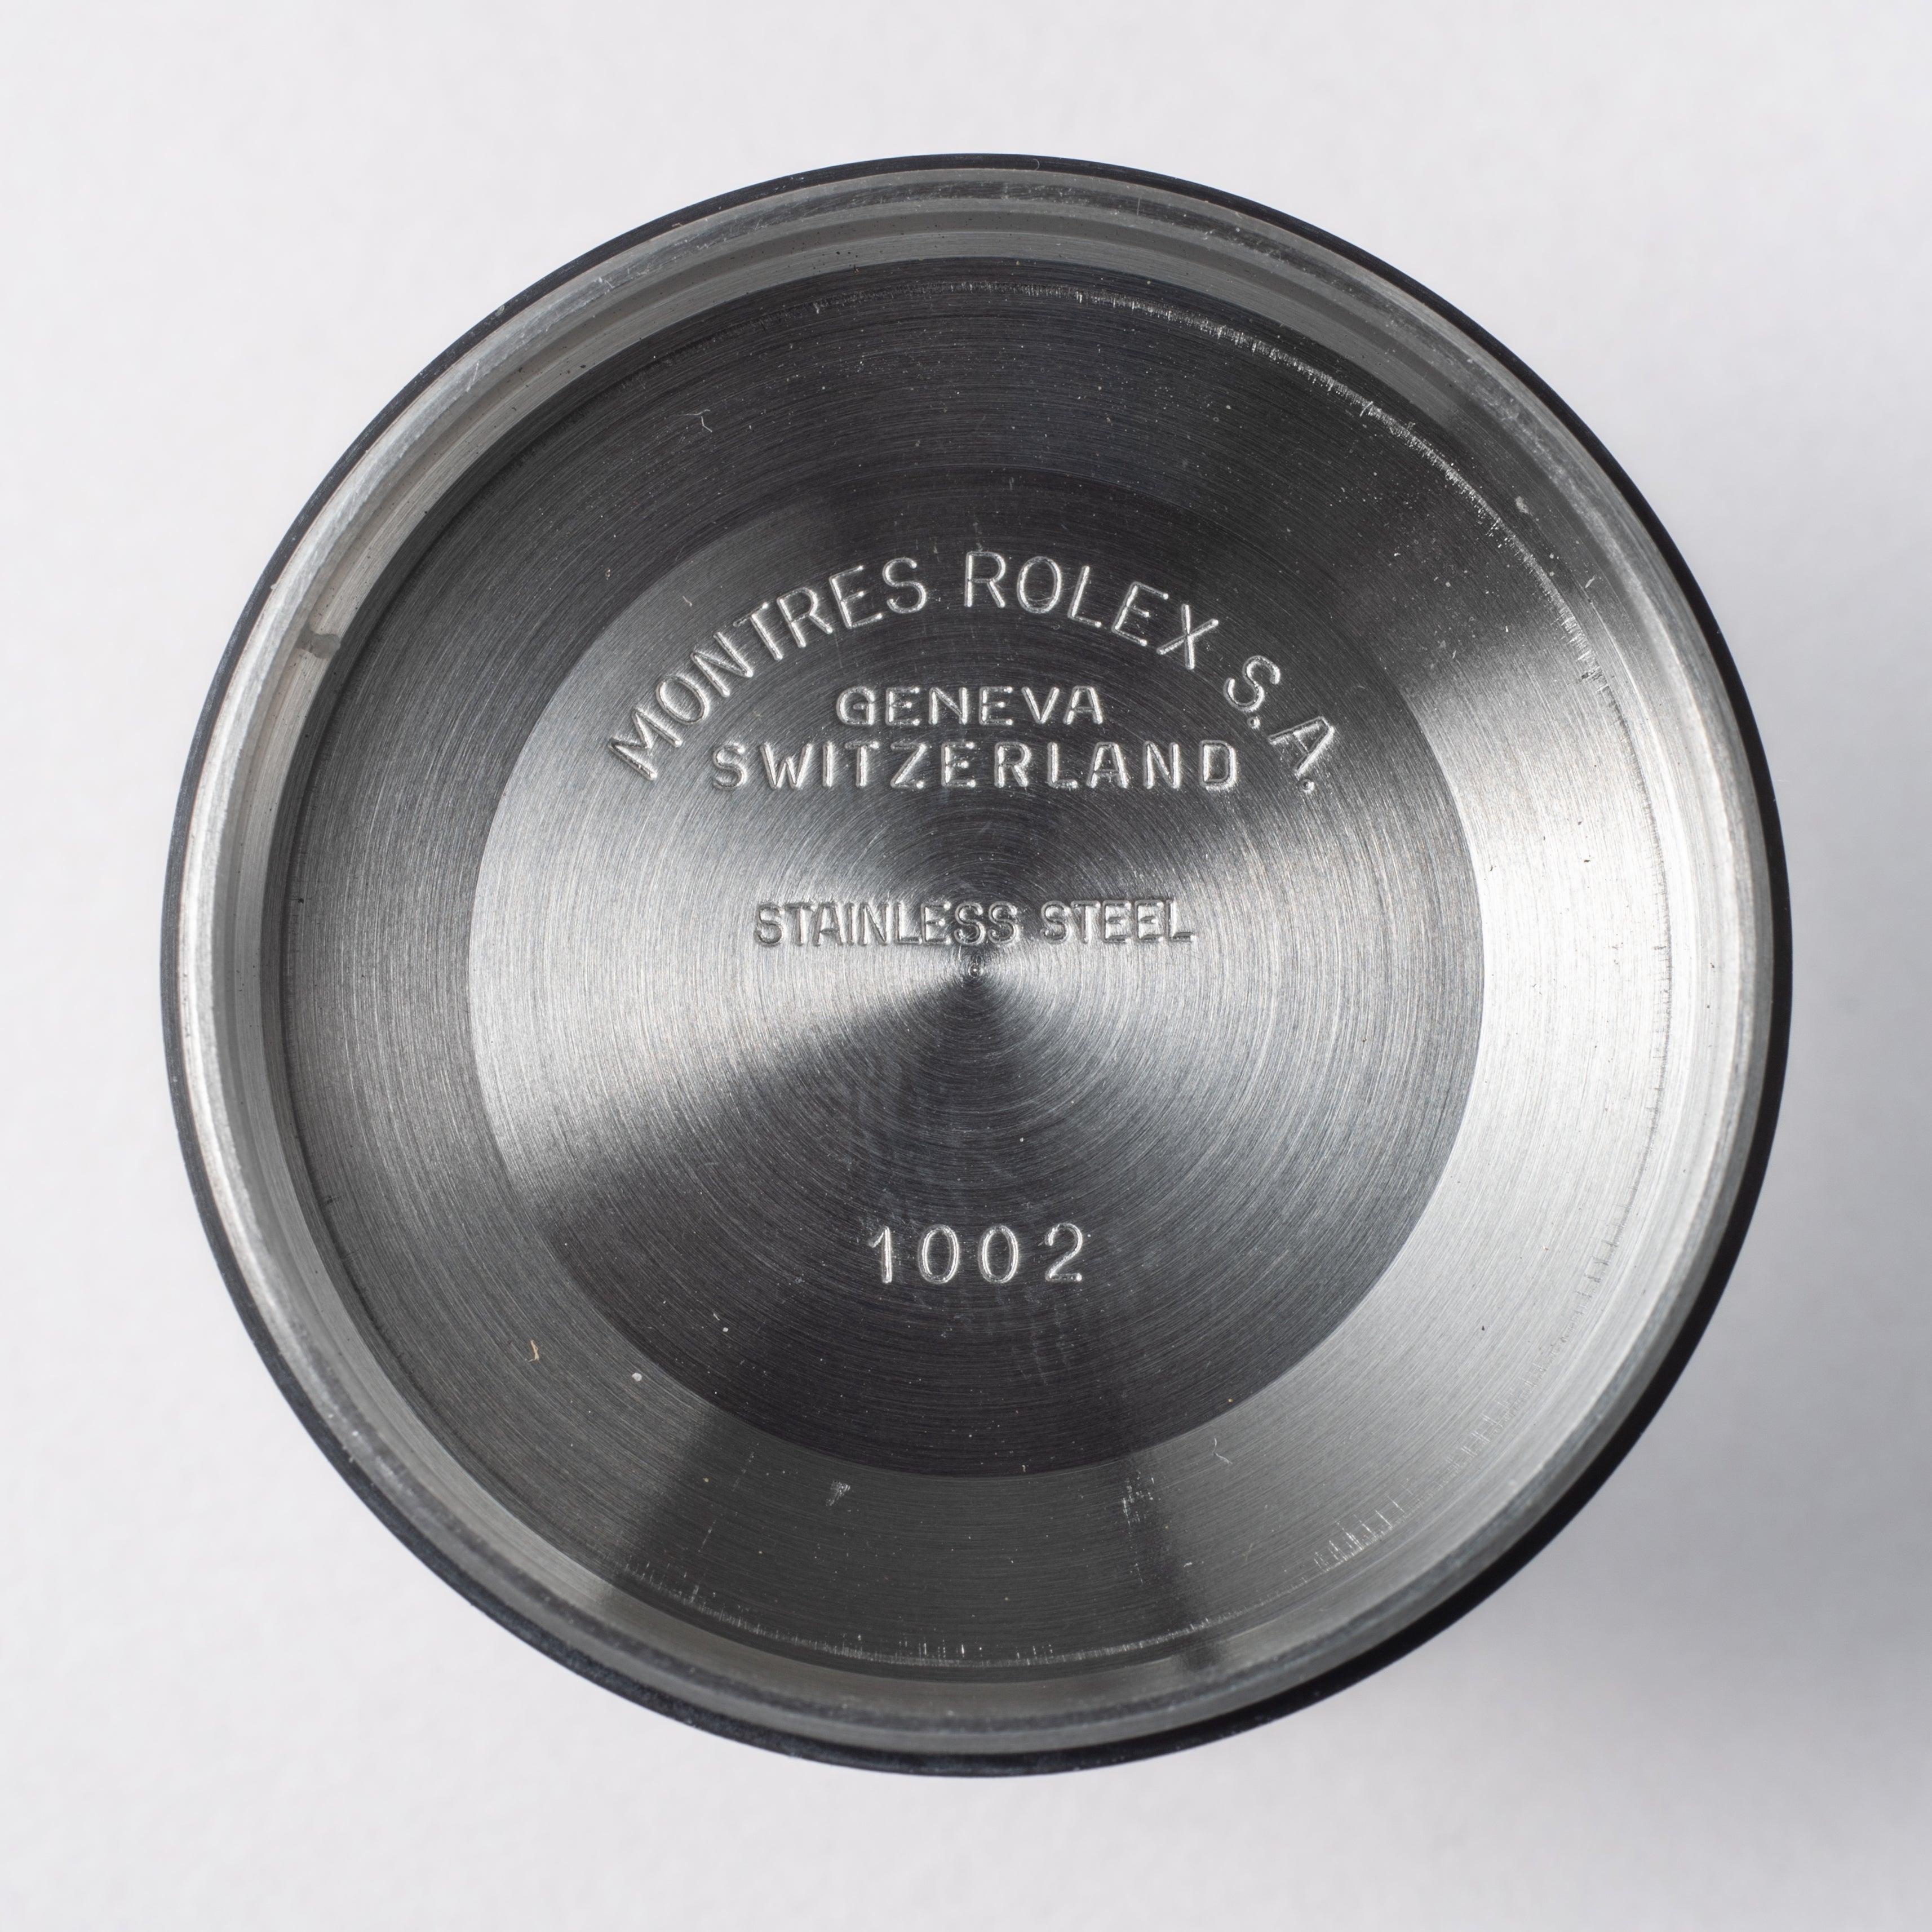 MONTRES ROLEX S.A.
GENEVA
SWITZERLAND
STAINLESS STEEL
1002